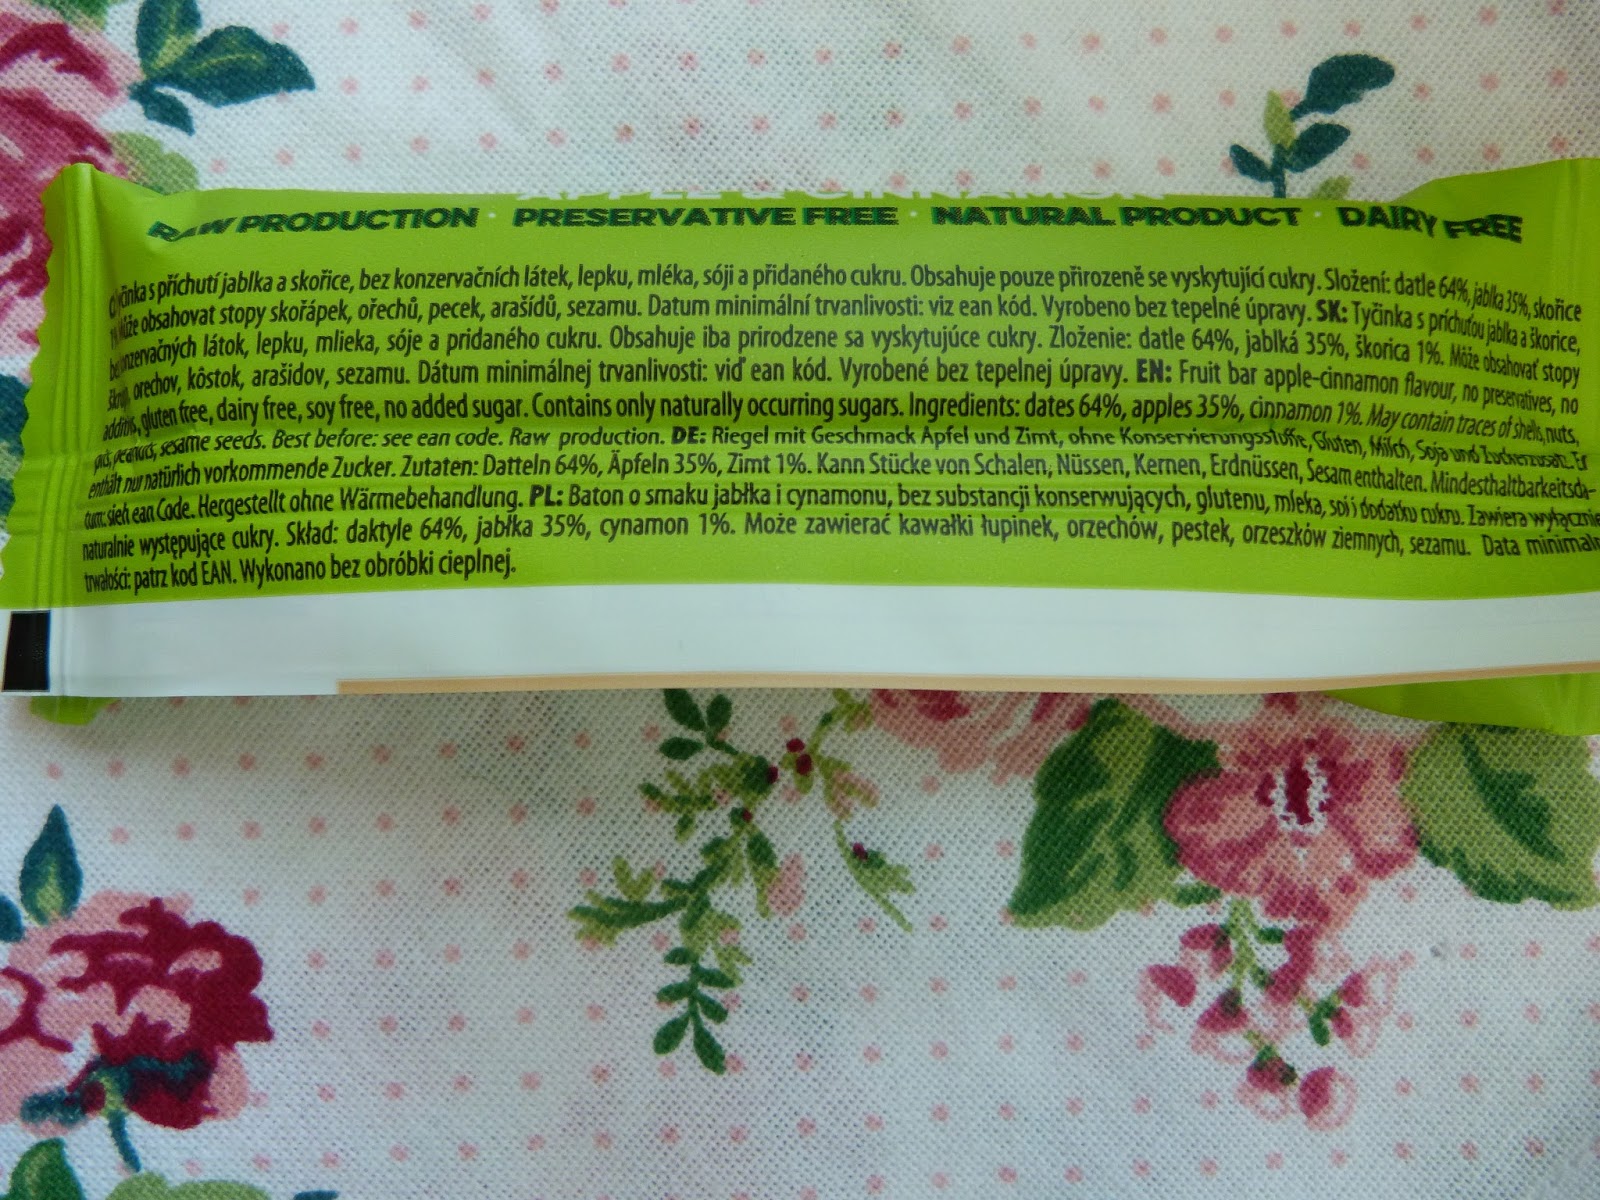 APPLE & CINNAMON
RAW PRODUCTION · PRESERVATIVE FREE · NATURAL PRODUCT · DAIRY FREE
s příchutí jablka a skořice, bez konzervačních látek, lepku, mléka, sóji a přidaného cukru. Obsahuje pouze přirozeně se vyskytující cukry. Složení: datle 64%, jablka 35%, skořice
Může obsahovat stopy skořápek, ořechů, pecek, arašídů, sezamu. Datum minimální trvanlivosti: viz ean kód. Vyrobeno bez tepelné úpravy. SK: Tyčinka s príchuťou jablka a škorice,
látok, lepku, mlieka, sóje a pridaného cukru. Obsahuje iba prirodzene sa vyskytujúce cukry. Zloženie: datle 64%, jablká 35%, škorica 1%. Môže obsahovať stopy
orechov, kôstok, arašidov, sezamu. Dátum minimálnej trvanlivosti: viď ean kód. Vyrobené bez tepelnej úpravy. EN: Fruit bar apple-cinnamon flavour, no preservatives, no
gluten free, dairy free, soy free, no added sugar. Contains only naturally occurring sugars. Ingredients: dates 64%, apples 35%, cinnamon 1%. May contain traces of shells, nuts,
peanuts, sesame seeds. Best before: see ean code. Raw production. DE: Riegel mit Geschmack Apfel und Zimt, ohne Konservierungsstoffe, Gluten, Milch, Soja und Zuckerzusatz. Er
enthält nur natürlich vorkommende Zucker. Zutaten: Datteln 64%, Äpfeln 35%, Zimt 1%. Kann Stücke von Schalen, Nüssen, Kernen, Erdnüssen, Sesam enthalten. Mindesthaltbarkeitsda-
tum: sieh ean Code. Hergestellt ohne Wärmebehandlung. PL: Baton o smaku jabłka i cynamonu, bez substancji konserwujących, glutenu, mleka, soi i dodatku cukru. Zawiera wyłącznie
naturalnie występujące cukry. Skład: daktyle 64%, jabłka 35%, cynamon 1%. Może zawierać kawałki łupinek, orzechów, pestek, orzeszków ziemnych, sezamu. Data minimaln
trwałości: patrz kod EAN. Wykonano bez obróbki cieplnej.